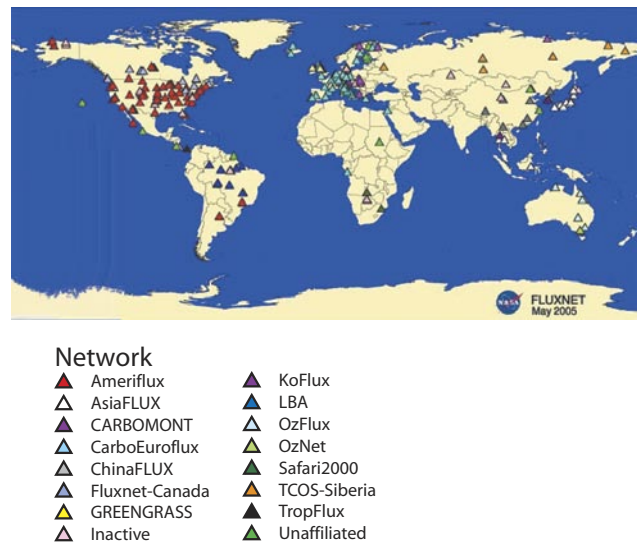 NASA
FLUXNET
May 2005
Network
Ameriflux
AsiaFLUX
CARBOMONT
CarboEuroflux
ChinaFLUX
Fluxnet-Canada
GREENGRASS
Inactive
KoFlux
LBA
OzFlux
OzNet
Safari2000
TCOS-Siberia
TropFlux
Unaffiliated